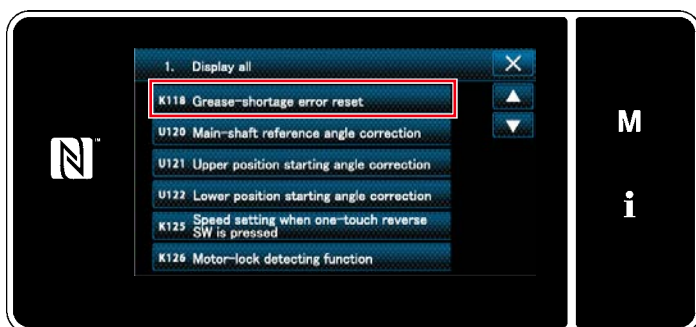 1. Display all
K118 Grease-shortage error reset
U120 Main-shaft reference angle correction
U121 Upper position starting angle correction
U122 Lower position starting angle correction
K125 Speed setting when one-touch reverse
SW is pressed
K126 Motor-lock detecting function
M
i
N